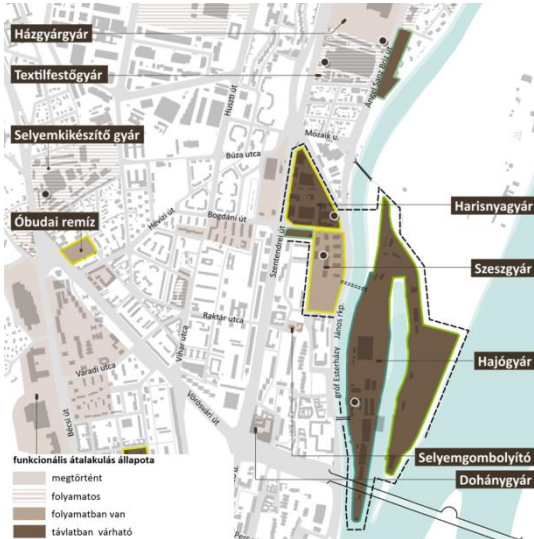 Házgyárgyár
Textilfestőgyár
Selyemkikészítő gyár
Óbudai remíz
Huszti út
Mozaik u.
Búza utca
Hévízi út
Bogdáni út
Szentendrei út
Raktár utca
Vihar utca
Váradi utca
Vörösvári út
Bécsi út
gróf Esterházy János rkp.
Harisnyagyár
Szeszgyár
Hajógyár
Selyemgombolyító
Dohánygyár
funkcionális átalakulás állapota
megtörtént
folyamatos
folyamatban van
távlatban várható